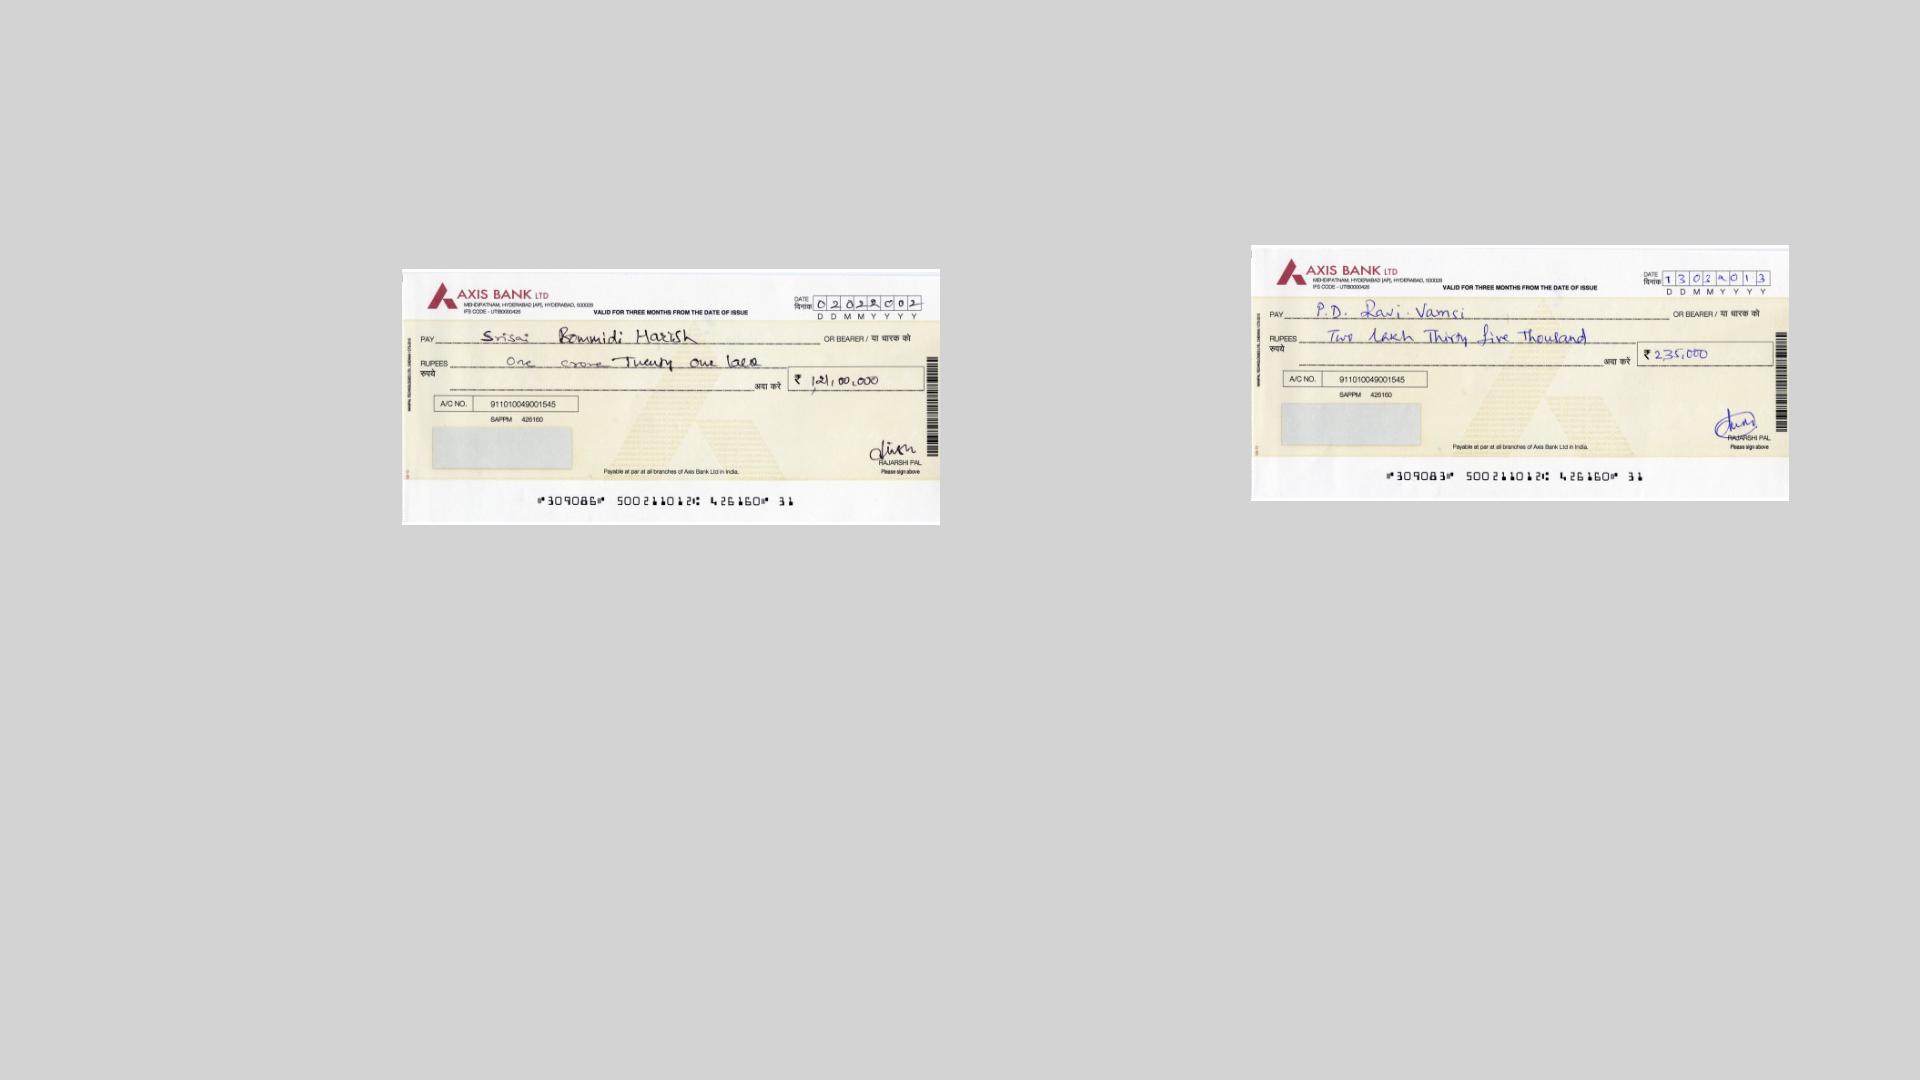 AXIS BANK LTD
MEHDIPATNAM, HYDERABAD [AP], HYDERABAD, 500028
IFS CODE - UTIB0000426
VALID FOR THREE MONTHS FROM THE DATE OF ISSUE
DATE
दिनांक 0 2 0 2 2 0 0 2
D D M M Y Y Y Y
PAY Srisai Bommidi Harish OR BEARER / या धारक को
RUPEES One crore Twenty one lacs
रुपये
अदा करें ₹ 1,21,00,000
A/C NO. 911010049001545
SAPPM 426160
RAJARSHI PAL
Please sign above
Payable at par at all branches of Axis Bank Ltd in India.
⑈309086⑈ 500211012⑆ 426160⑈ 31
AXIS BANK LTD
MEHDIPATNAM, HYDERABAD [AP], HYDERABAD, 500028
IFS CODE - UTIB0000426
VALID FOR THREE MONTHS FROM THE DATE OF ISSUE
DATE
दिनांक 1 3 0 3 2 0 1 3
D D M M Y Y Y Y
PAY P.D. Ravi Vamsi OR BEARER / या धारक को
RUPEES Two lakh Thirty five Thousand
रुपये
अदा करें ₹ 235,000
A/C NO. 911010049001545
SAPPM 426160
RAJARSHI PAL
Please sign above
Payable at par at all branches of Axis Bank Ltd in India.
⑈309083⑈ 500211012⑆ 426160⑈ 31